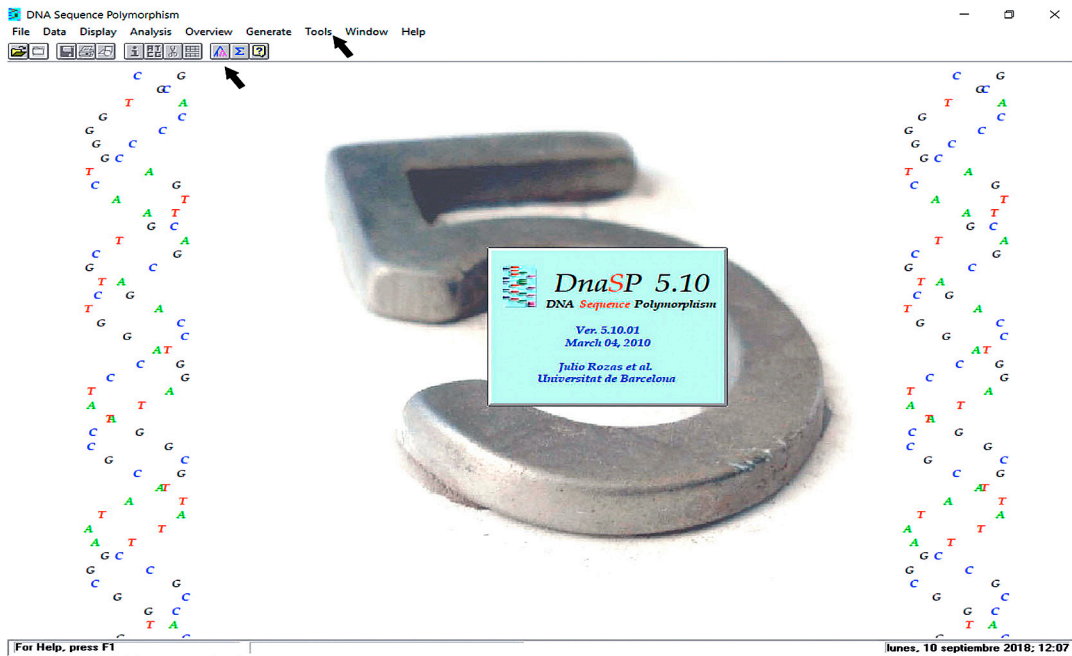 DNA Sequence Polymorphism
File Data Display Analysis Overview Generate Tools Window Help
DnaSP 5.10
DNA Sequence Polymorphism
Ver. 5.10.01
March 04, 2010
Julio Rozas et al.
Universitat de Barcelona
For Help, press F1
lunes, 10 septiembre 2018; 12:07